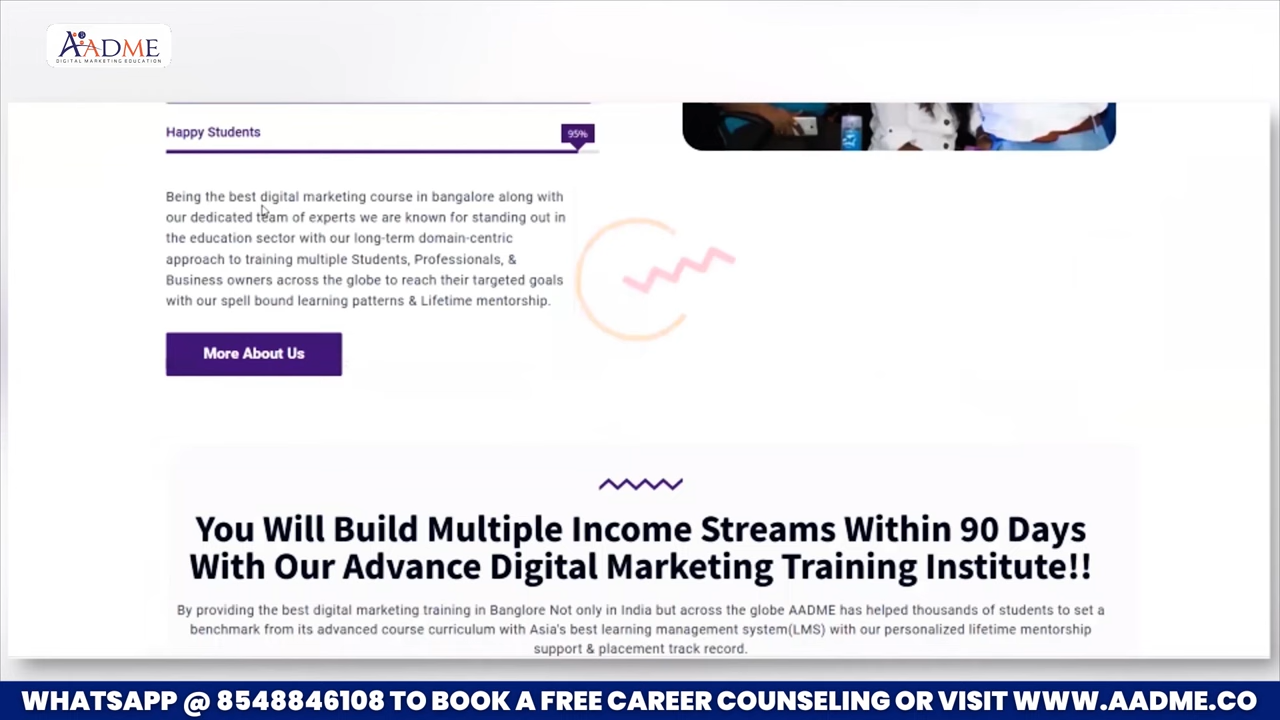 AADME
DIGITAL MARKETING EDUCATION
Happy Students
95%
Being the best digital marketing course in bangalore along with
our dedicated team of experts we are known for standing out in
the education sector with our long-term domain-centric
approach to training multiple Students, Professionals, &
Business owners across the globe to reach their targeted goals
with our spell bound learning patterns & Lifetime mentorship.
More About Us
You Will Build Multiple Income Streams Within 90 Days
With Our Advance Digital Marketing Training Institute!!
By providing the best digital marketing training in Banglore Not only in India but across the globe AADME has helped thousands of students to set a
benchmark from its advanced course curriculum with Asia's best learning management system(LMS) with our personalized lifetime mentorship
support & placement track record.
WHATSAPP @ 8548846108 TO BOOK A FREE CAREER COUNSELING OR VISIT WWW.AADME.CO